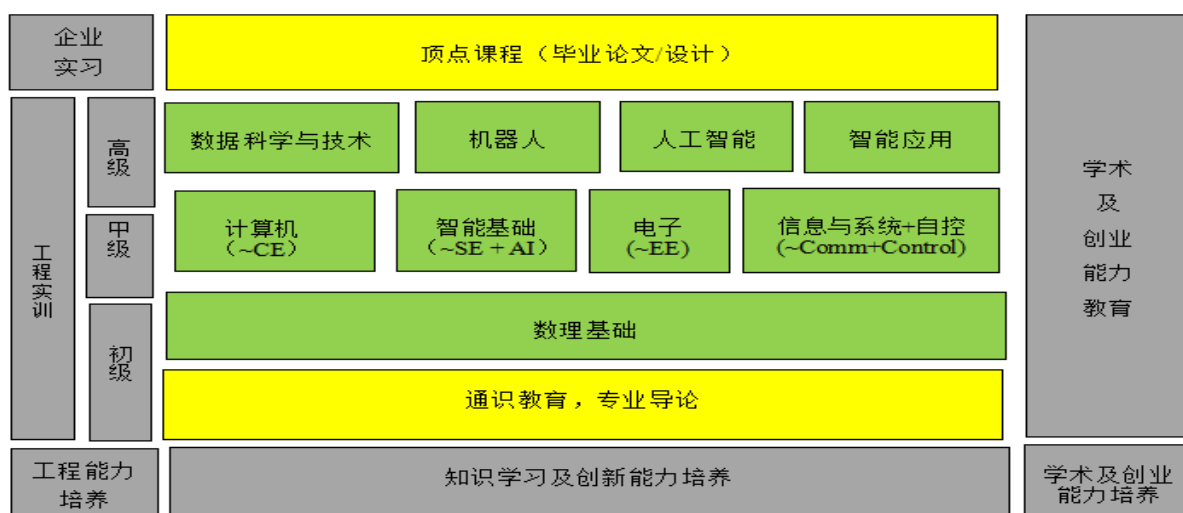 企业
实习
顶点课程（毕业论文/设计）
高
级
数据科学与技术
机器人
人工智能
智能应用
学术
及
创业
能力
教育
工
程
实
训
中
级
计算机
（~CE）
智能基础
（~SE + AI）
电子
(~EE)
信息与系统+自控
(~Comm+Control)
初
级
数理基础
通识教育，专业导论
工程能力
培养
知识学习及创新能力培养
学术及创业
能力培养